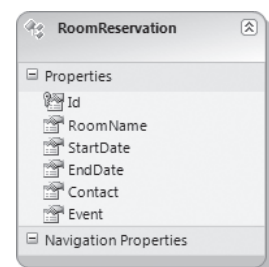 RoomReservation
Properties
Id
RoomName
StartDate
EndDate
Contact
Event
Navigation Properties